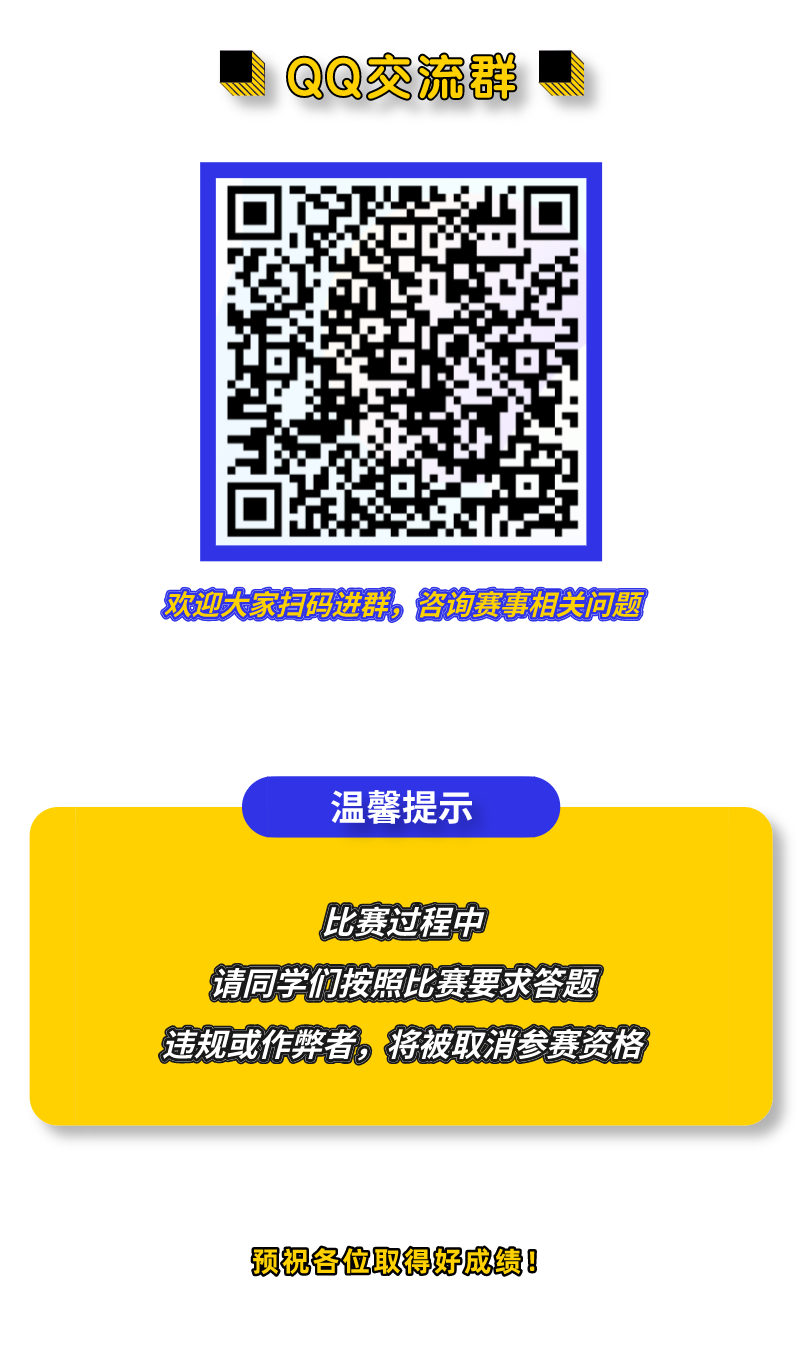 QQ交流群
欢迎大家扫码进群，咨询赛事相关问题
温馨提示
比赛过程中
请同学们按照比赛要求答题
违规或作弊者，将被取消参赛资格
预祝各位取得好成绩！